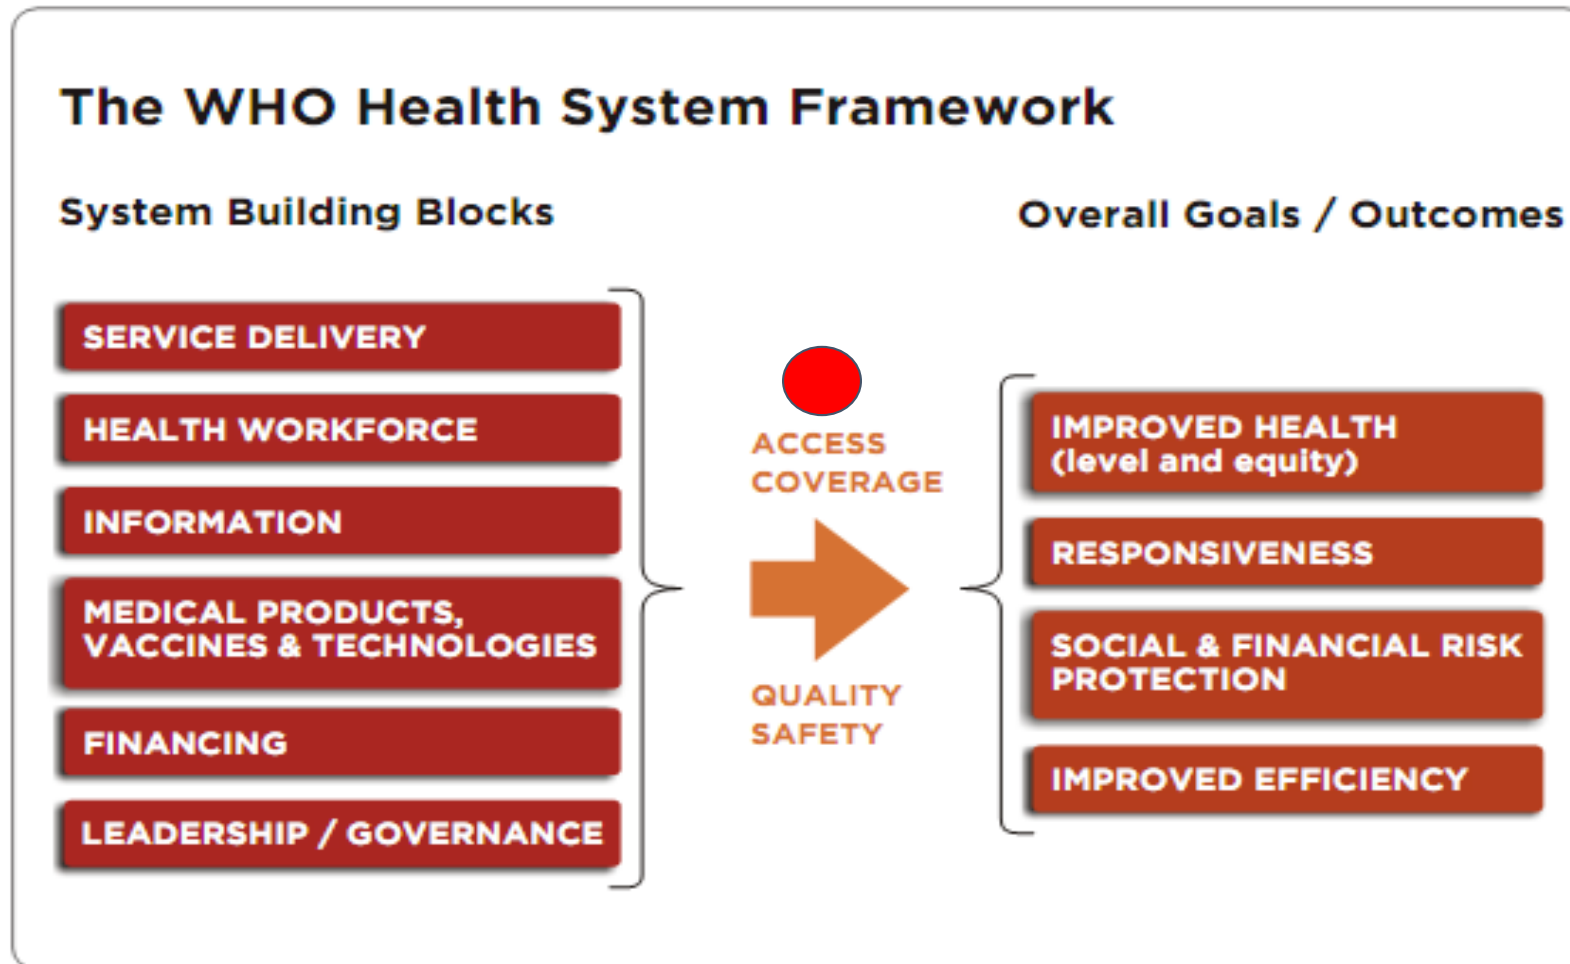 The WHO Health System Framework
System Building Blocks
SERVICE DELIVERY
HEALTH WORKFORCE
INFORMATION
MEDICAL PRODUCTS,
VACCINES & TECHNOLOGIES
FINANCING
LEADERSHIP / GOVERNANCE
ACCESS
COVERAGE
QUALITY
SAFETY
Overall Goals / Outcomes
IMPROVED HEALTH
(level and equity)
RESPONSIVENESS
SOCIAL & FINANCIAL RISK
PROTECTION
IMPROVED EFFICIENCY